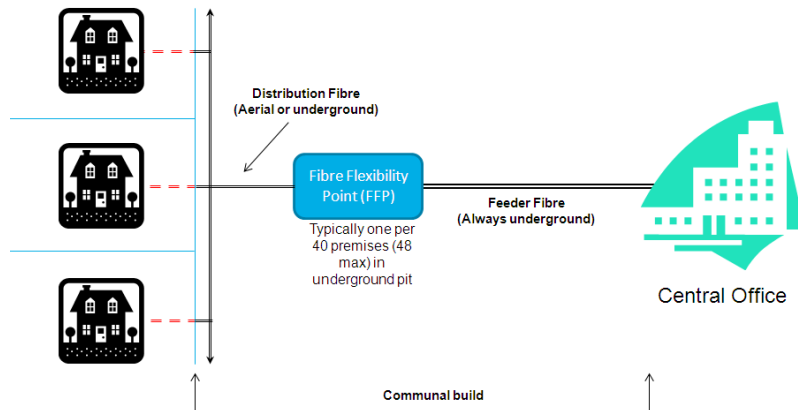 Distribution Fibre
(Aerial or underground)
Fibre Flexibility
Point (FFP)
Typically one per
40 premises (48
max) in
underground pit
Feeder Fibre
(Always underground)
Central Office
Communal build